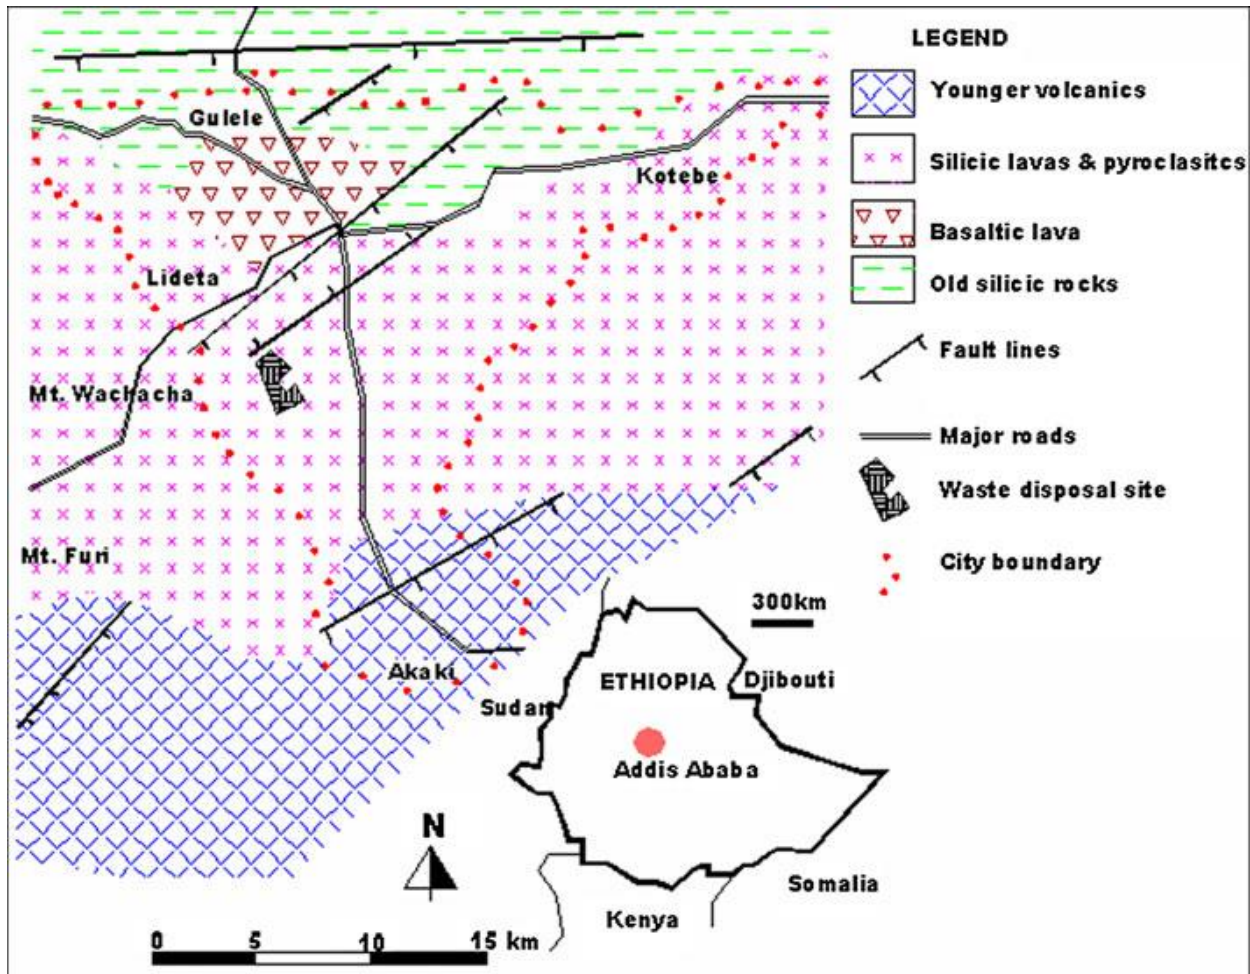 LEGEND
Younger volcanics
Silicic lavas & pyroclasitcs
Basaltic lava
Old silicic rocks
Fault lines
Major roads
Waste disposal site
City boundary
Gulele
Kotebe
Lideta
Mt. Wachacha
Mt. Furi
Akaki
300km
ETHIOPIA
Djibouti
Sudan
Addis Ababa
Somalia
Kenya
N
0 5 10 15 km